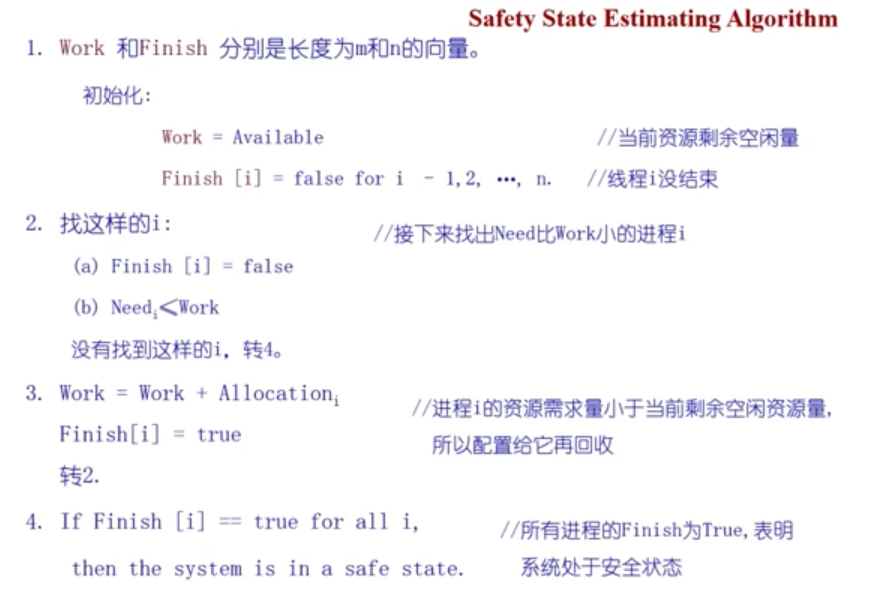 Safety State Estimating Algorithm
1. Work 和Finish 分别是长度为m和n的向量。
初始化:
Work = Available //当前资源剩余空闲量
Finish [i] = false for i - 1,2, …, n. //线程i没结束
2. 找这样的i: //接下来找出Need比Work小的进程i
(a) Finish [i] = false
(b) Needᵢ≤Work
没有找到这样的i, 转4。
3. Work = Work + Allocationᵢ //进程i的资源需求量小于当前剩余空闲资源量,
Finish[i] = true 所以配置给它再回收
转2.
4. If Finish [i] == true for all i, //所有进程的Finish为True,表明
then the system is in a safe state. 系统处于安全状态